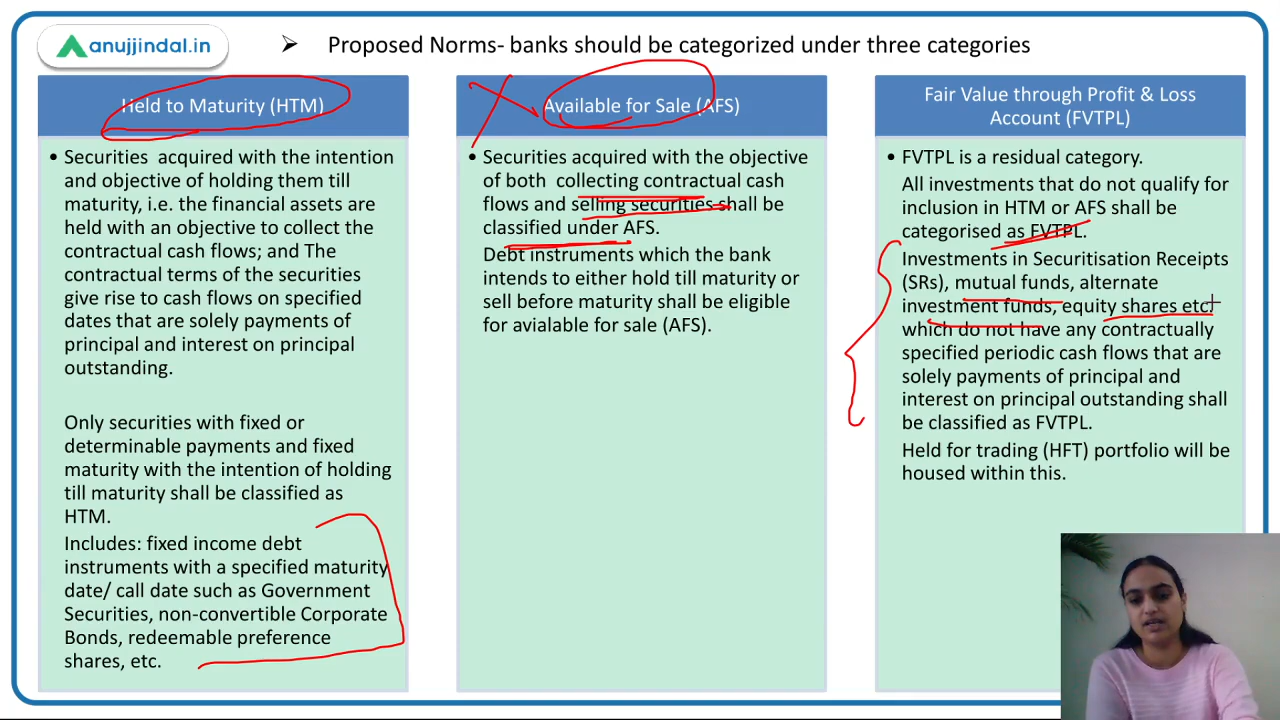 anujjindal.in
➢ Proposed Norms- banks should be categorized under three categories
Held to Maturity (HTM)
• Securities acquired with the intention
and objective of holding them till
maturity, i.e. the financial assets are
held with an objective to collect the
contractual cash flows; and The
contractual terms of the securities
give rise to cash flows on specified
dates that are solely payments of
principal and interest on principal
outstanding.
Only securities with fixed or
determinable payments and fixed
maturity with the intention of holding
till maturity shall be classified as
HTM.
Includes: fixed income debt
instruments with a specified maturity
date/ call date such as Government
Securities, non-convertible Corporate
Bonds, redeemable preference
shares, etc.
Available for Sale (AFS)
• Securities acquired with the objective
of both collecting contractual cash
flows and selling securities shall be
classified under AFS.
Debt instruments which the bank
intends to either hold till maturity or
sell before maturity shall be eligible
for avialable for sale (AFS).
Fair Value through Profit & Loss
Account (FVTPL)
• FVTPL is a residual category.
All investments that do not qualify for
inclusion in HTM or AFS shall be
categorised as FVTPL.
Investments in Securitisation Receipts
(SRs), mutual funds, alternate
investment funds, equity shares etc.
which do not have any contractually
specified periodic cash flows that are
solely payments of principal and
interest on principal outstanding shall
be classified as FVTPL.
Held for trading (HFT) portfolio will be
housed within this.